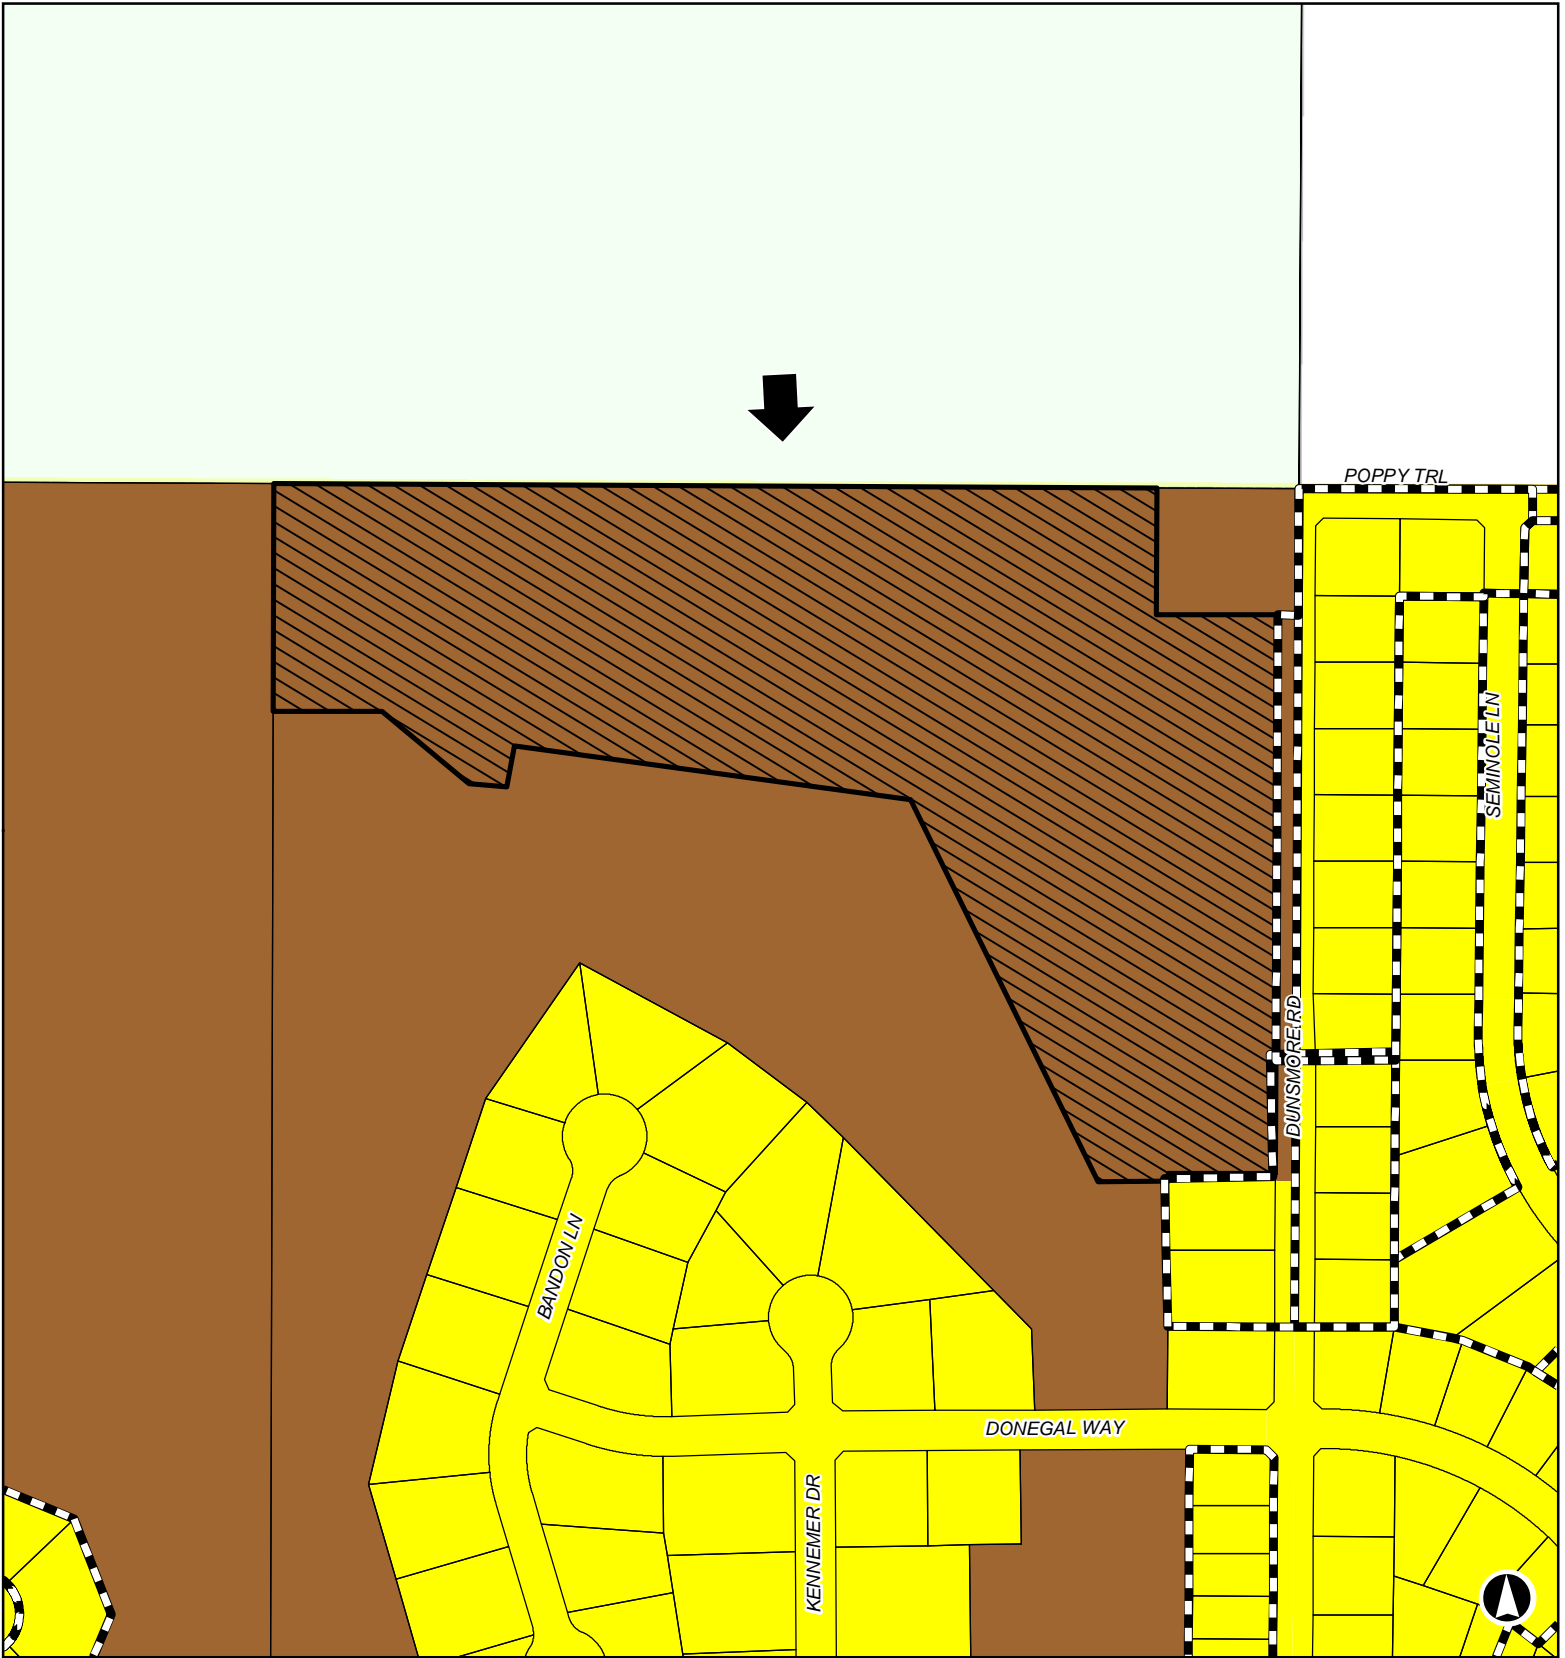 POPPY TRL
SEMINOLE LN
DUNSMORE RD
BANDON LN
DONEGAL WAY
KENNEMER DR